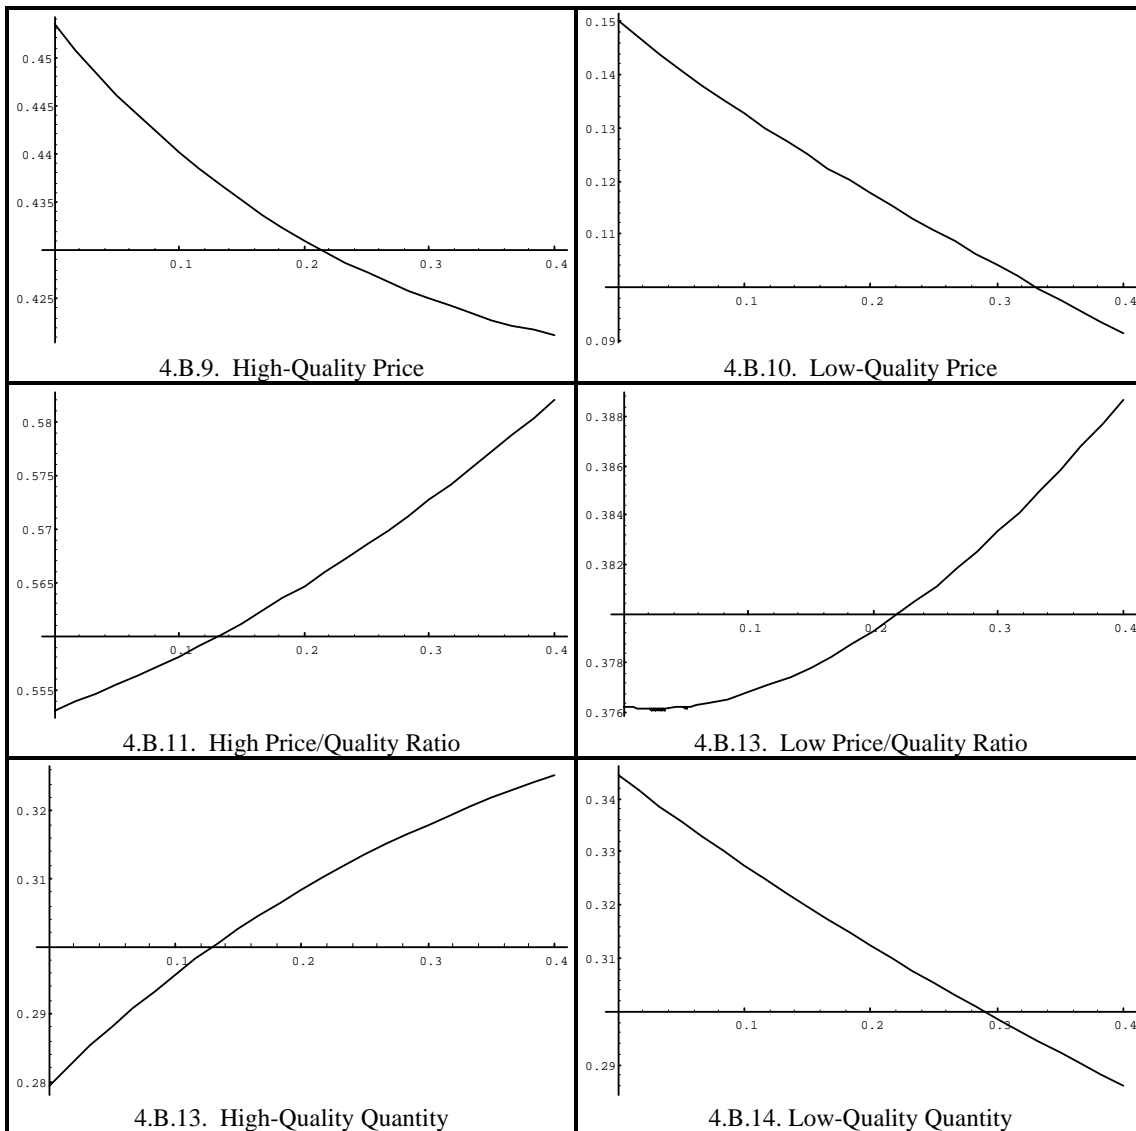 0.45
0.445
0.44
0.435
0.425
0.1 0.2 0.3 0.4
4.B.9. High-Quality Price
0.15
0.14
0.13
0.12
0.11
0.09
0.1 0.2 0.3 0.4
4.B.10. Low-Quality Price
0.58
0.575
0.57
0.565
0.555
0.1 0.2 0.3 0.4
4.B.11. High Price/Quality Ratio
0.388
0.386
0.384
0.382
0.378
0.376
0.1 0.2 0.3 0.4
4.B.13. Low Price/Quality Ratio
0.32
0.31
0.29
0.28
0.1 0.2 0.3 0.4
4.B.13. High-Quality Quantity
0.34
0.33
0.32
0.31
0.29
0.1 0.2 0.3 0.4
4.B.14. Low-Quality Quantity